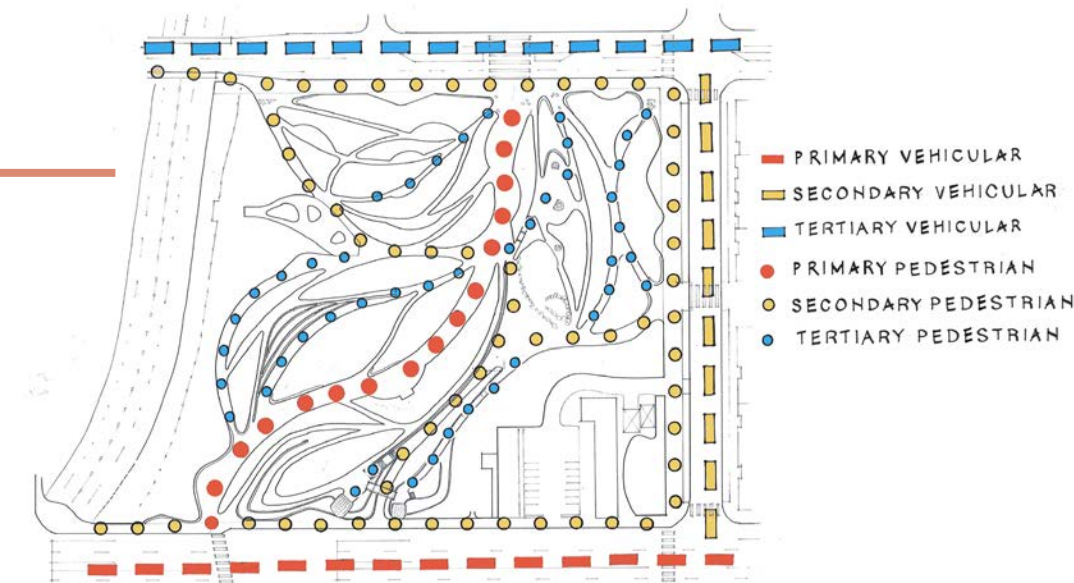 PRIMARY VEHICULAR
SECONDARY VEHICULAR
TERTIARY VEHICULAR
PRIMARY PEDESTRIAN
SECONDARY PEDESTRIAN
TERTIARY PEDESTRIAN